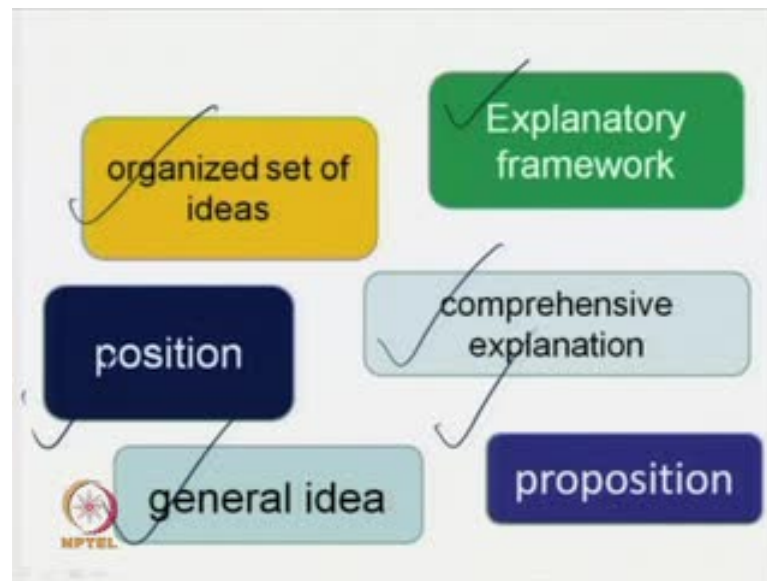 organized set of
ideas
Explanatory
framework
position
comprehensive
explanation
general idea
proposition
NPTEL